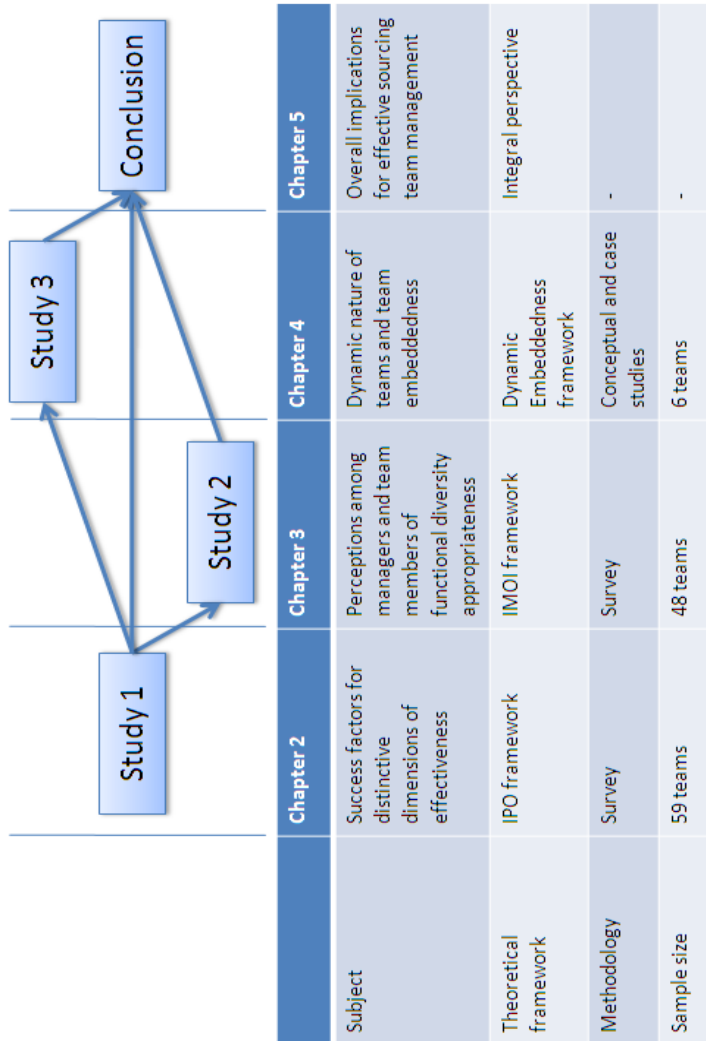 Study 1
Study 2
Study 3
Conclusion
Chapter 2
Chapter 3
Chapter 4
Chapter 5
Subject
Success factors for
distinctive
dimensions of
effectiveness
Perceptions among
managers and team
members of
functional diversity
appropriateness
Dynamic nature of
teams and team
embeddedness
Overall implications
for effective sourcing
team management
Theoretical
framework
IPO framework
IMOI framework
Dynamic
Embeddedness
framework
Integral perspective
Methodology
Survey
Survey
Conceptual and case
studies
-
Sample size
59 teams
48 teams
6 teams
-